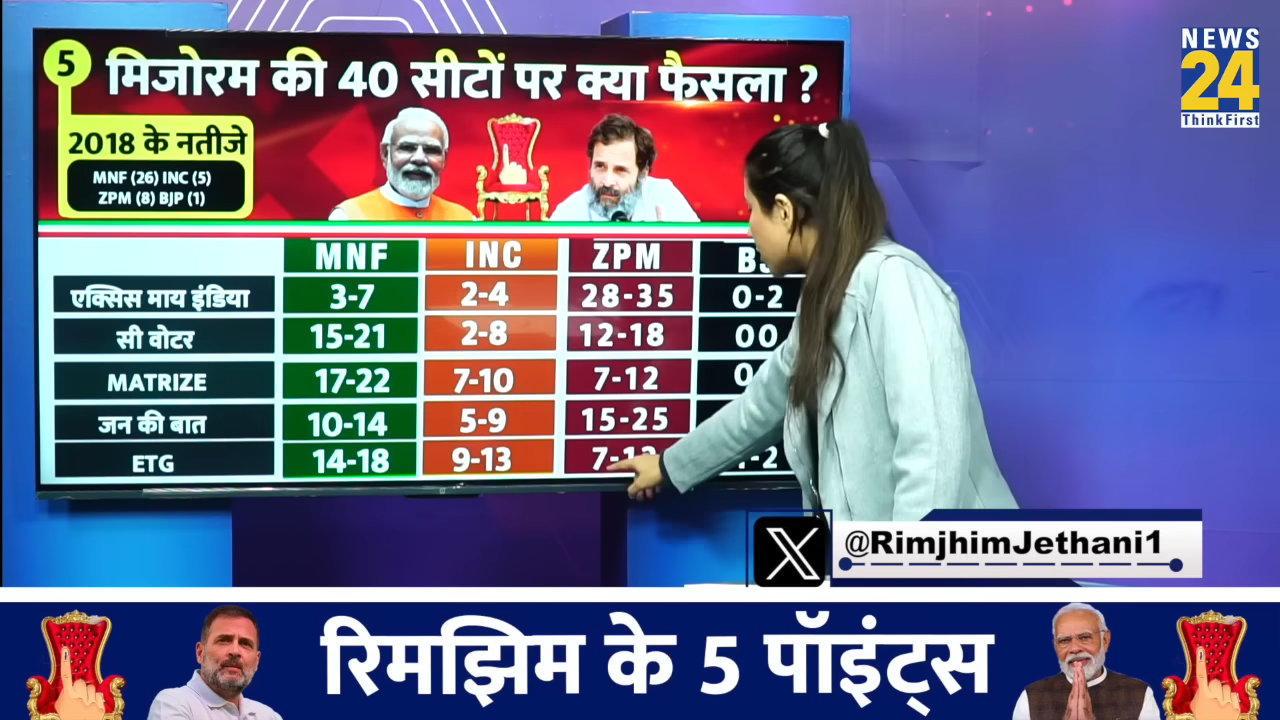 5
मिजोरम की 40 सीटों पर क्या फैसला ?
2018 के नतीजे
MNF (26) INC (5)
ZPM (8) BJP (1)
NEWS
24
ThinkFirst
MNF INC ZPM
एक्सिस माय इंडिया 3-7 2-4 28-35 0-2
सी वोटर 15-21 2-8 12-18 00
MATRIZE 17-22 7-10 7-12
जन की बात 10-14 5-9 15-25
ETG 14-18 9-13
X
@RimjhimJethani1
रिमझिम के 5 पॉइंट्स